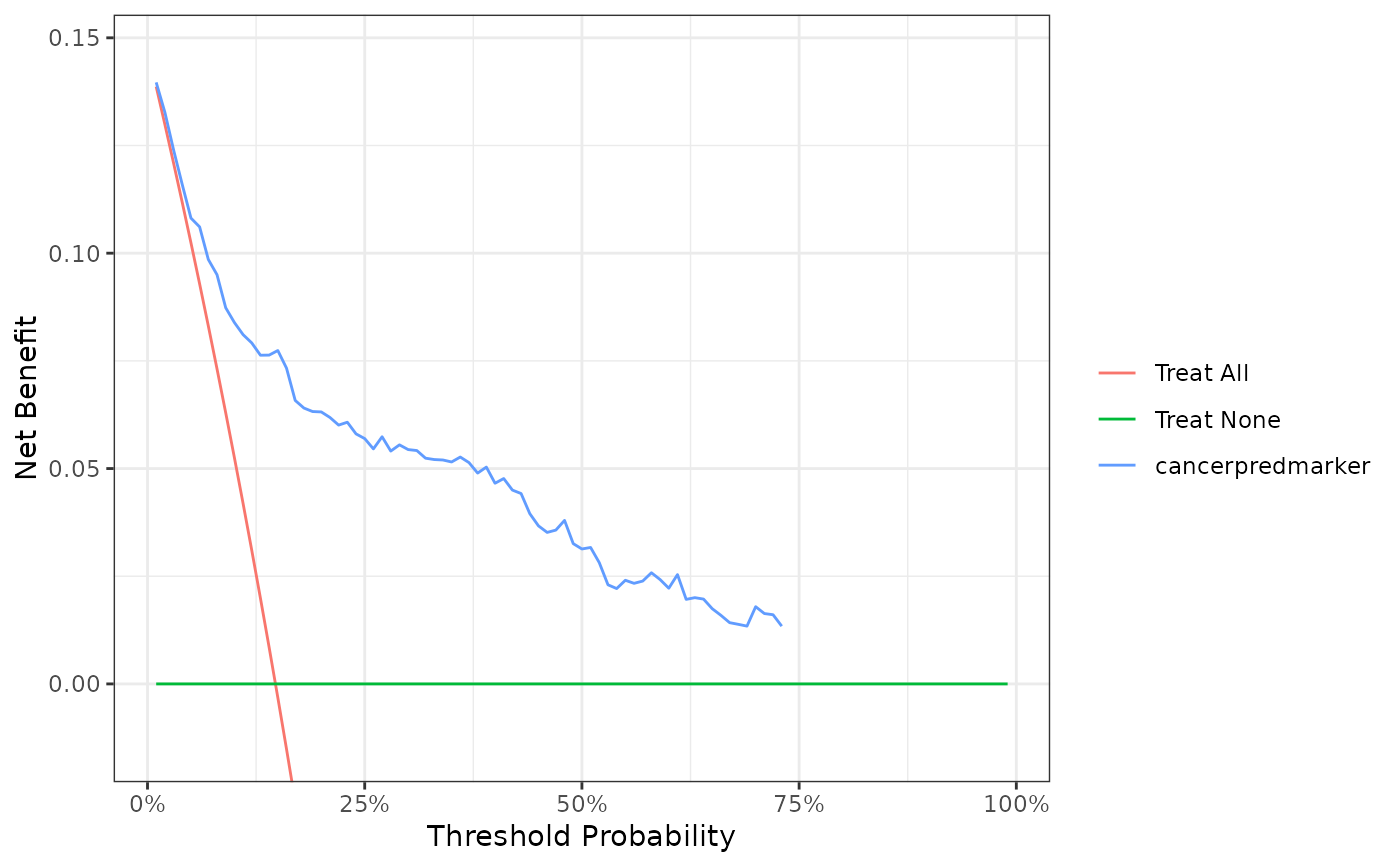 0.15
0.10
0.05
0.00
Net Benefit
0%
25%
50%
75%
100%
Threshold Probability
Treat All
Treat None
cancerpredmarker